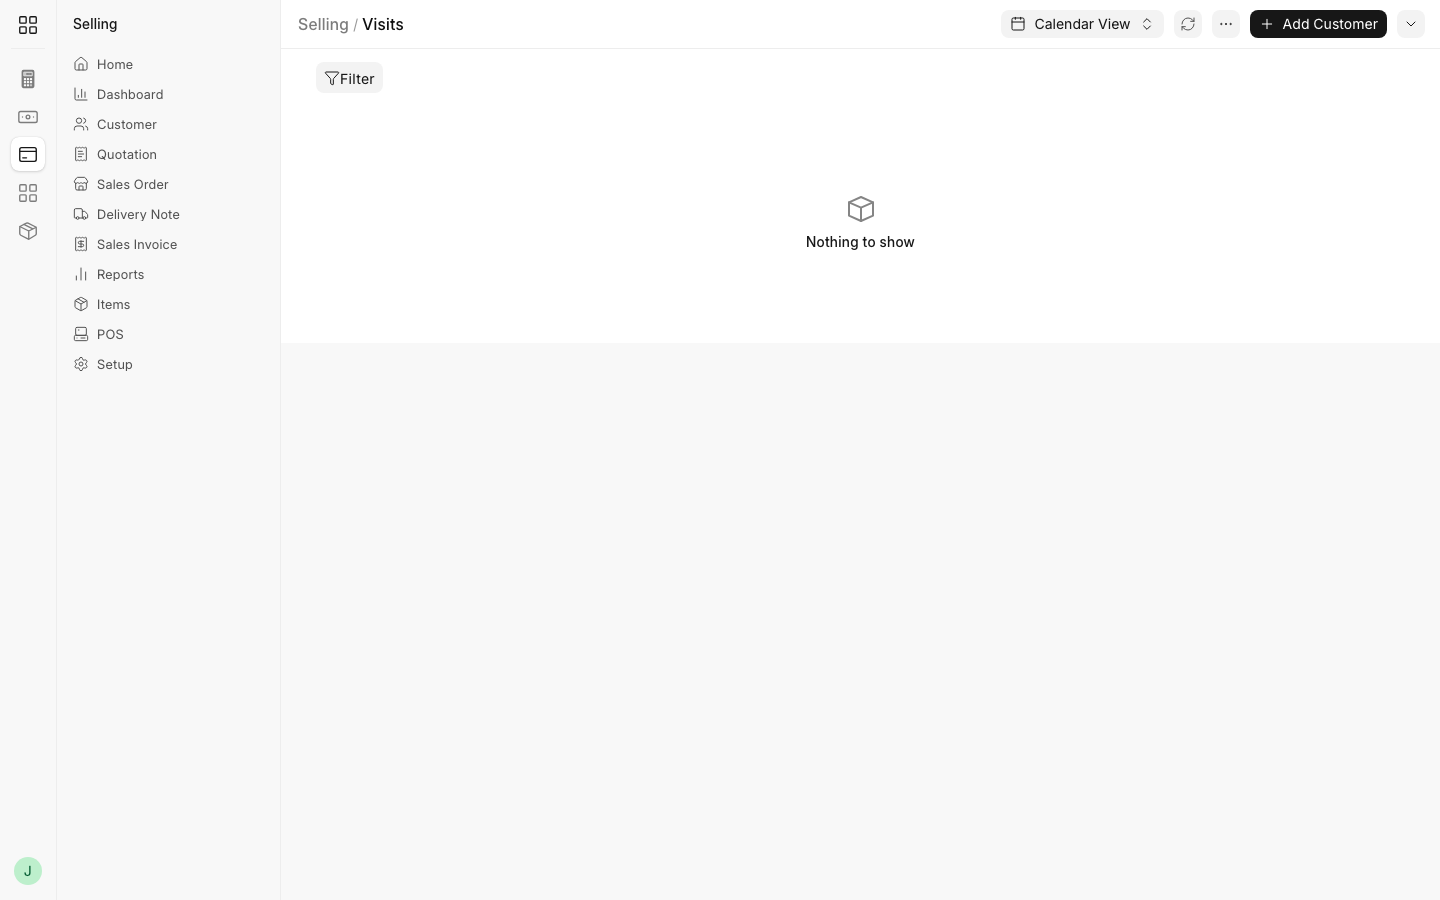 Selling
Home
Dashboard
Customer
Quotation
Sales Order
Delivery Note
Sales Invoice
Reports
Items
POS
Setup
J
Selling / Visits
Calendar View
Add Customer
Filter
Nothing to show